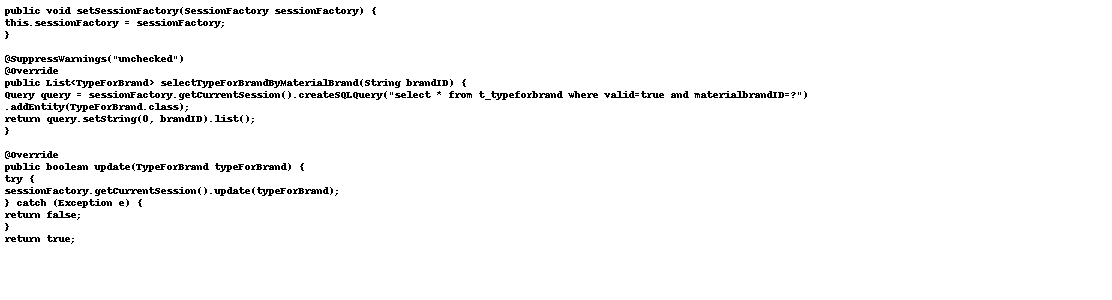 public void setSessionFactory(SessionFactory sessionFactory) {
this.sessionFactory = sessionFactory;
}

@SuppressWarnings("unchecked")
@Override
public List<TypeForBrand> selectTypeForBrandByMaterialBrand(String brandID) {
Query query = sessionFactory.getCurrentSession().createSQLQuery("select * from t_typeforbrand where valid=true and materialbrandID=?")
.addEntity(TypeForBrand.class);
return query.setString(0, brandID).list();
}

@Override
public boolean update(TypeForBrand typeForBrand) {
try {
sessionFactory.getCurrentSession().update(typeForBrand);
} catch (Exception e) {
return false;
}
return true;